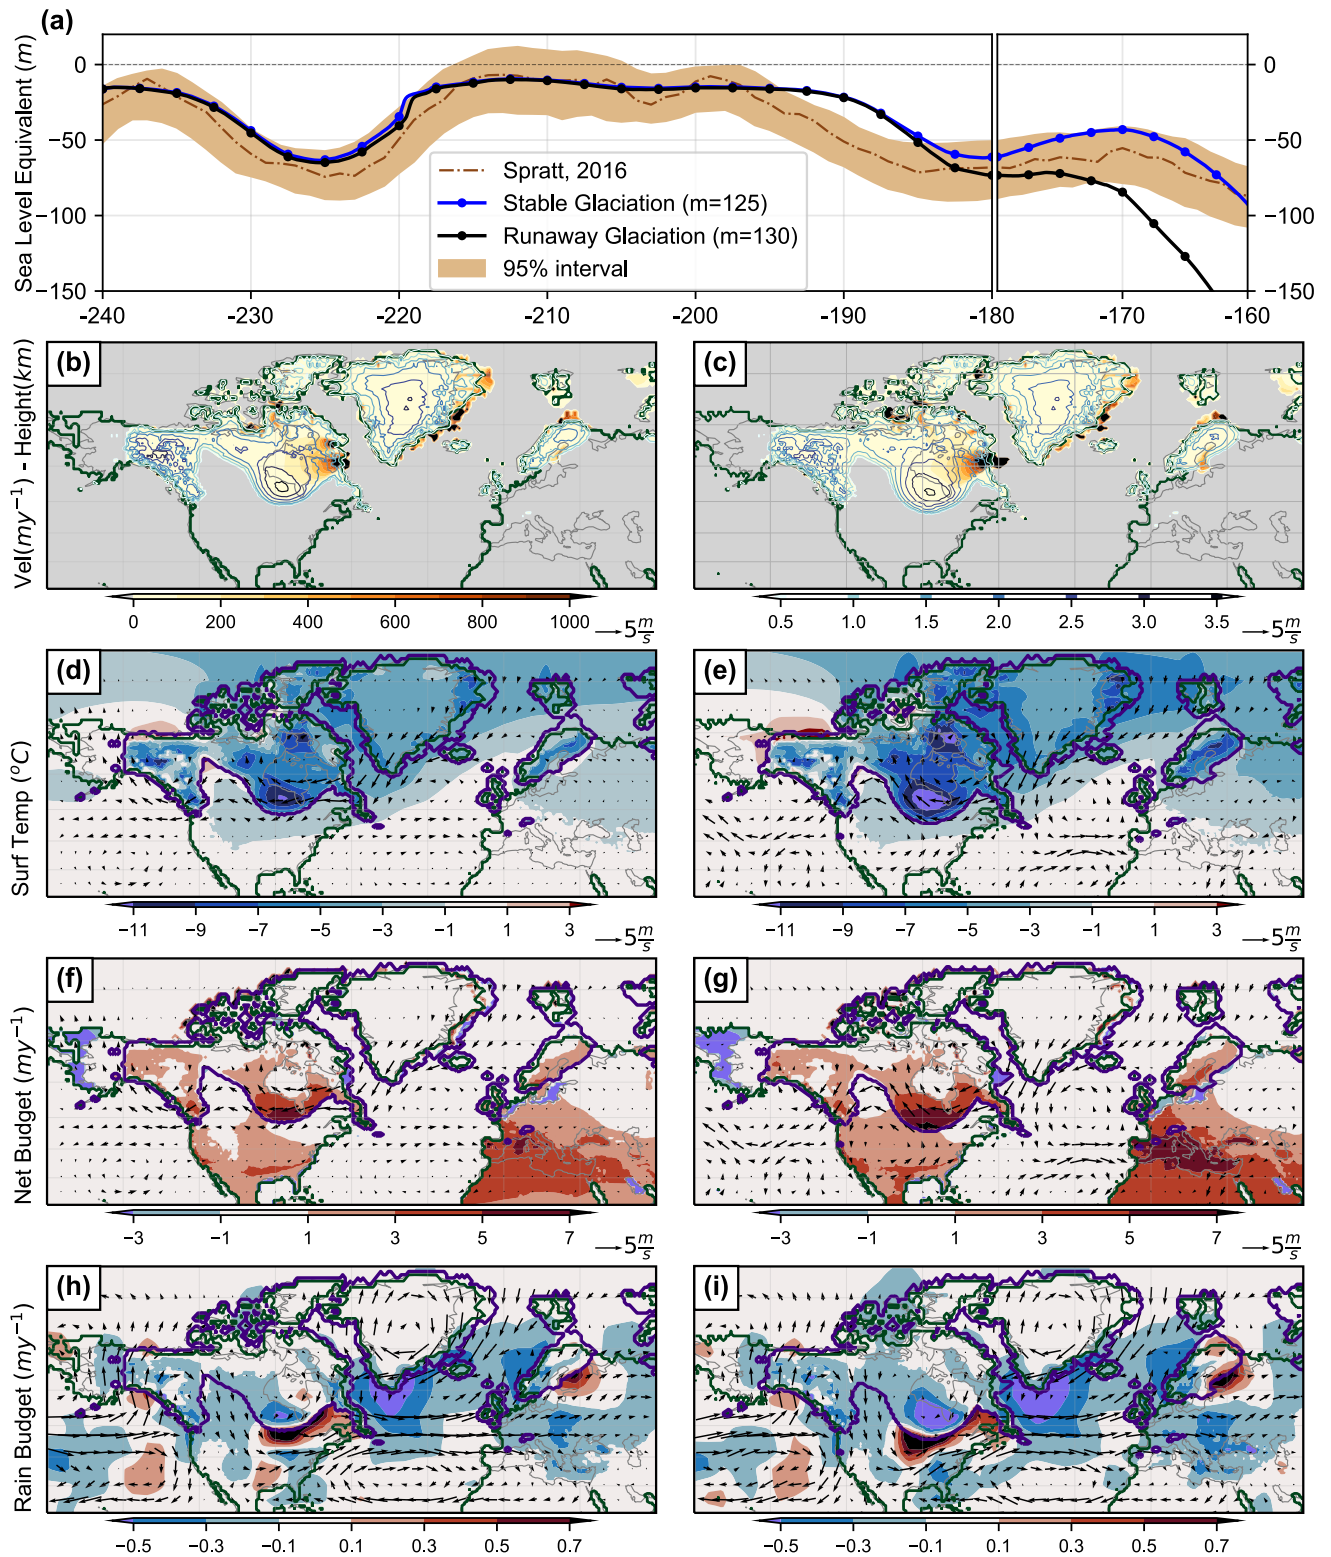 (a)
Sea Level Equivalent (m)
0
−50
−100
−150
0
−50
−100
−150
Spratt, 2016
Stable Glaciation (m=125)
Runaway Glaciation (m=130)
95% interval
-240 -230 -220 -210 -200 -190 -180 -170 -160
(b) (c)
Vel(my⁻¹) - Height(km)
0 200 400 600 800 1000 →5 m/s
0.5 1.0 1.5 2.0 2.5 3.0 3.5 →5 m/s
(d) (e)
Surf Temp (°C)
−11 −9 −7 −5 −3 −1 1 3 →5 m/s
−11 −9 −7 −5 −3 −1 1 3 →5 m/s
(f) (g)
Net Budget (my⁻¹)
−3 −1 1 3 5 7 →5 m/s
−3 −1 1 3 5 7 →5 m/s
(h) (i)
Rain Budget (my⁻¹)
−0.5 −0.3 −0.1 0.1 0.3 0.5 0.7
−0.5 −0.3 −0.1 0.1 0.3 0.5 0.7